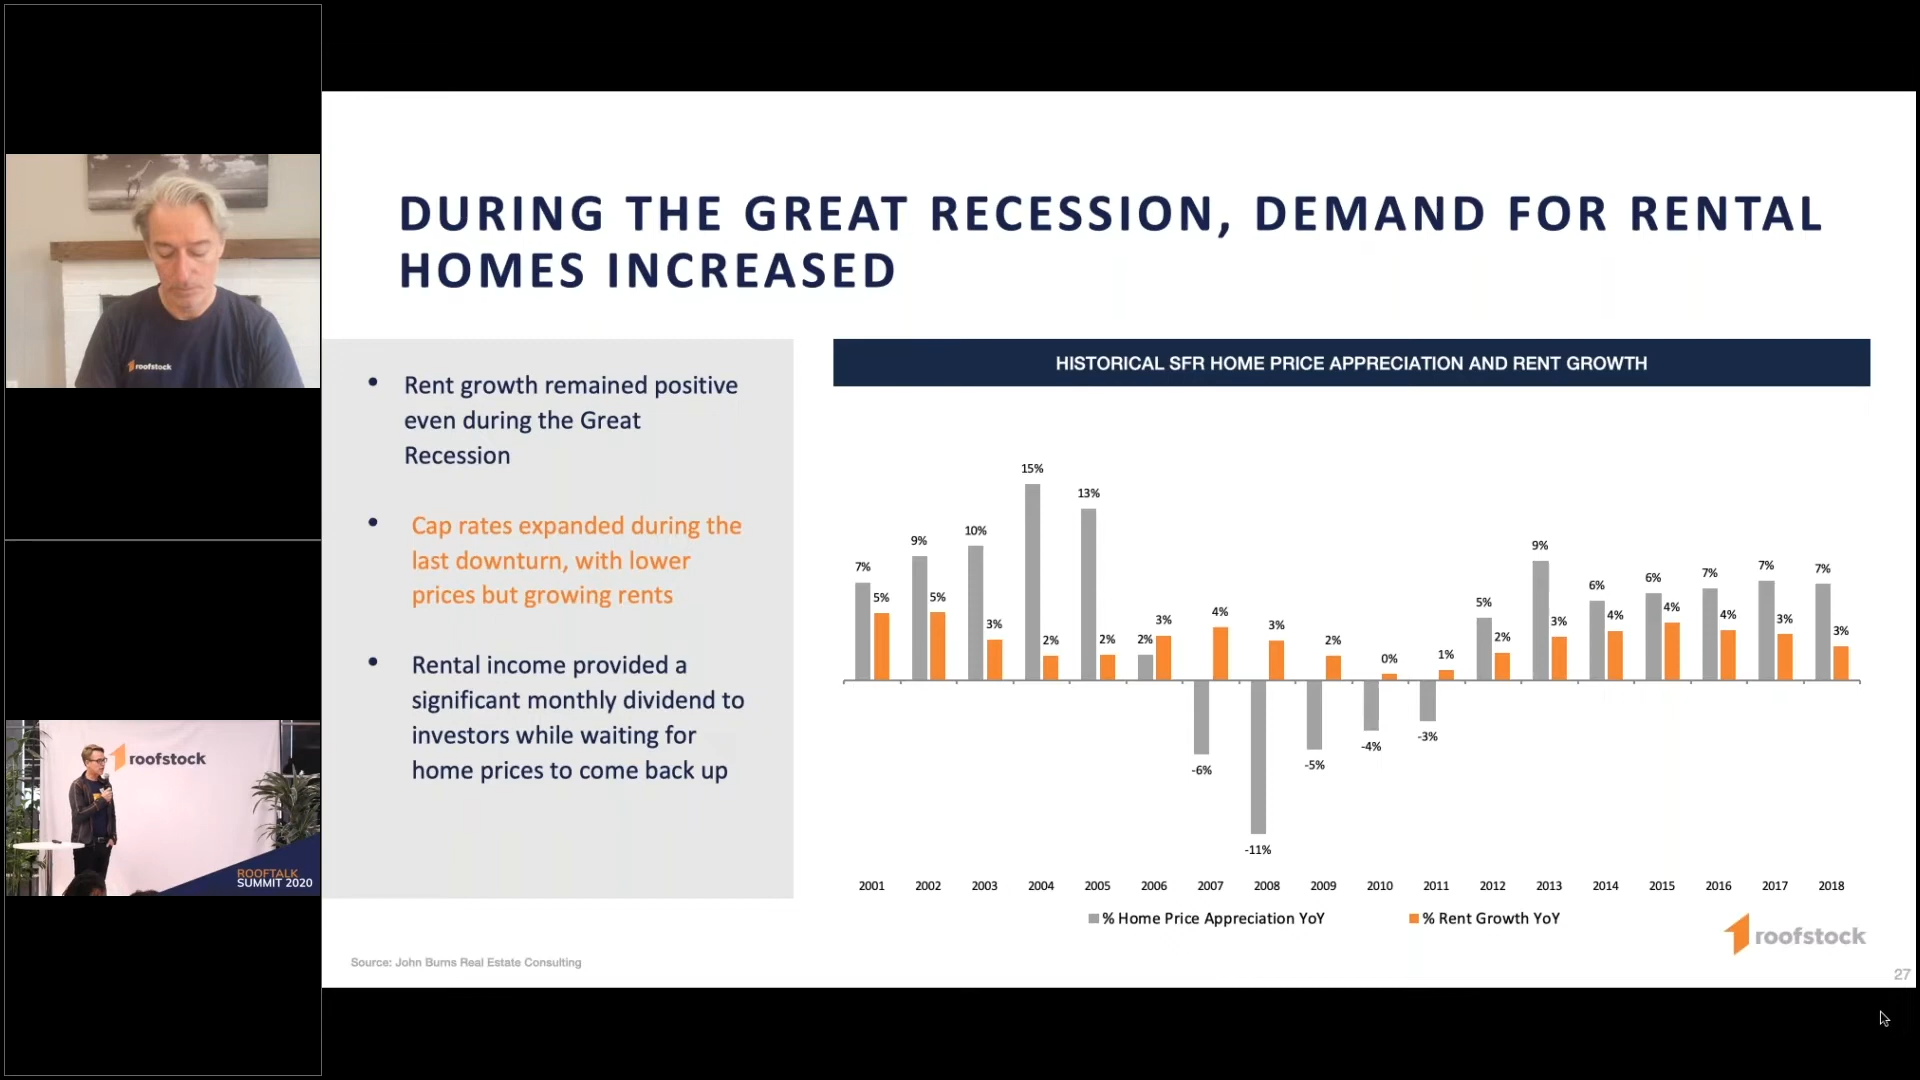 DURING THE GREAT RECESSION, DEMAND FOR RENTAL
HOMES INCREASED
roofstock
roofstock
ROOFTALK
SUMMIT 2020
• Rent growth remained positive
even during the Great
Recession
• Cap rates expanded during the
last downturn, with lower
prices but growing rents
• Rental income provided a
significant monthly dividend to
investors while waiting for
home prices to come back up
HISTORICAL SFR HOME PRICE APPRECIATION AND RENT GROWTH
7% 5% 9% 5% 10% 3% 15% 2% 13% 2% 2% 3% -6% 4% -11% 3% -5% 2% -4% 0% -3% 1% 5% 2% 9% 3% 6% 4% 6% 4% 7% 4% 7% 3% 7% 3%
2001 2002 2003 2004 2005 2006 2007 2008 2009 2010 2011 2012 2013 2014 2015 2016 2017 2018
% Home Price Appreciation YoY % Rent Growth YoY
roofstock
Source: John Burns Real Estate Consulting
27